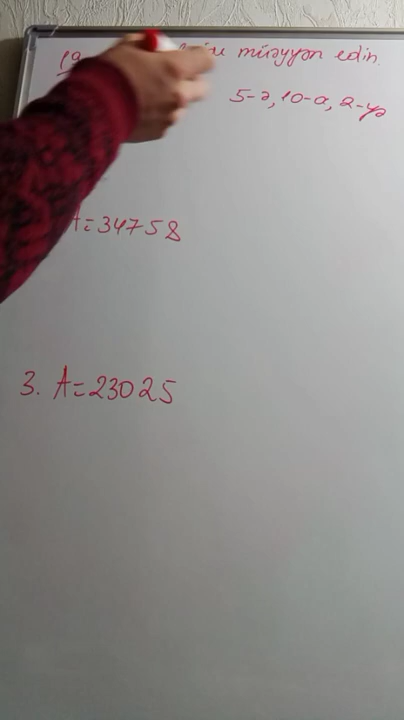 müəyyən edin.
5-ə, 10-a, 2-yə
A=34758
3. A=23025